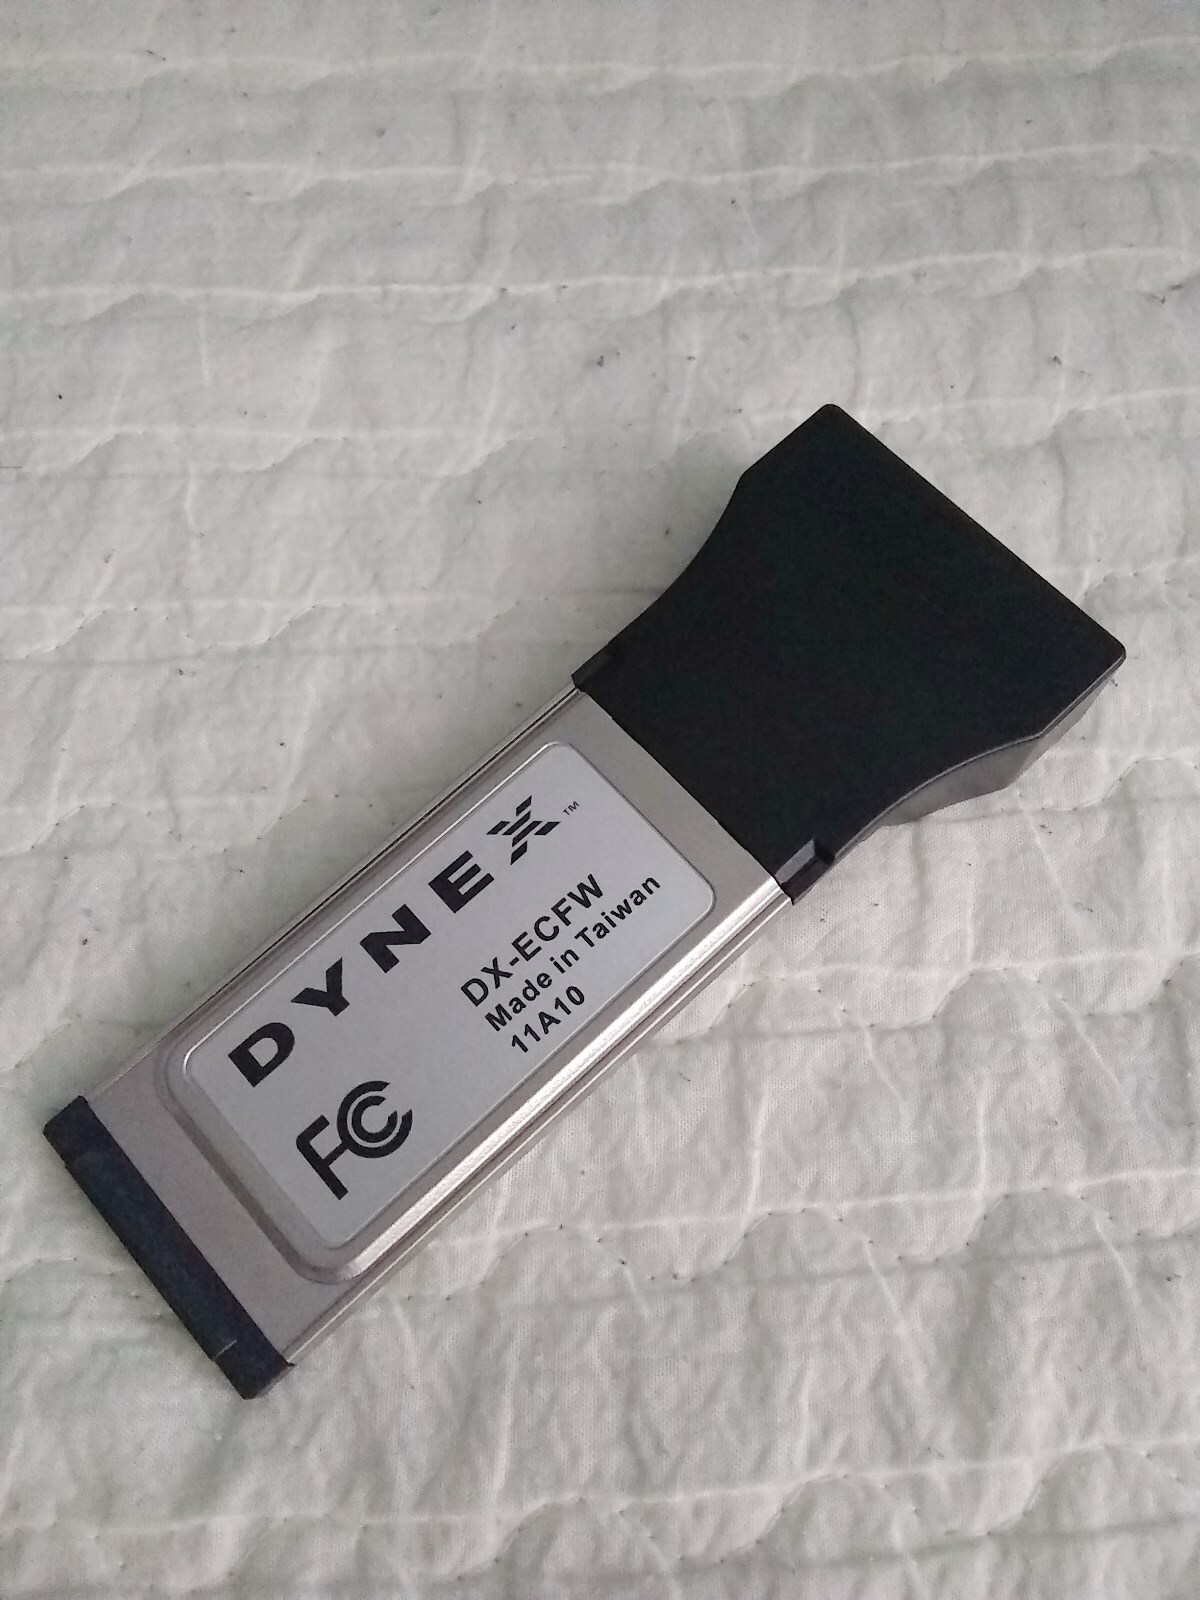 DYNEX™
DX-ECFW
Made in Taiwan
11A10
FC